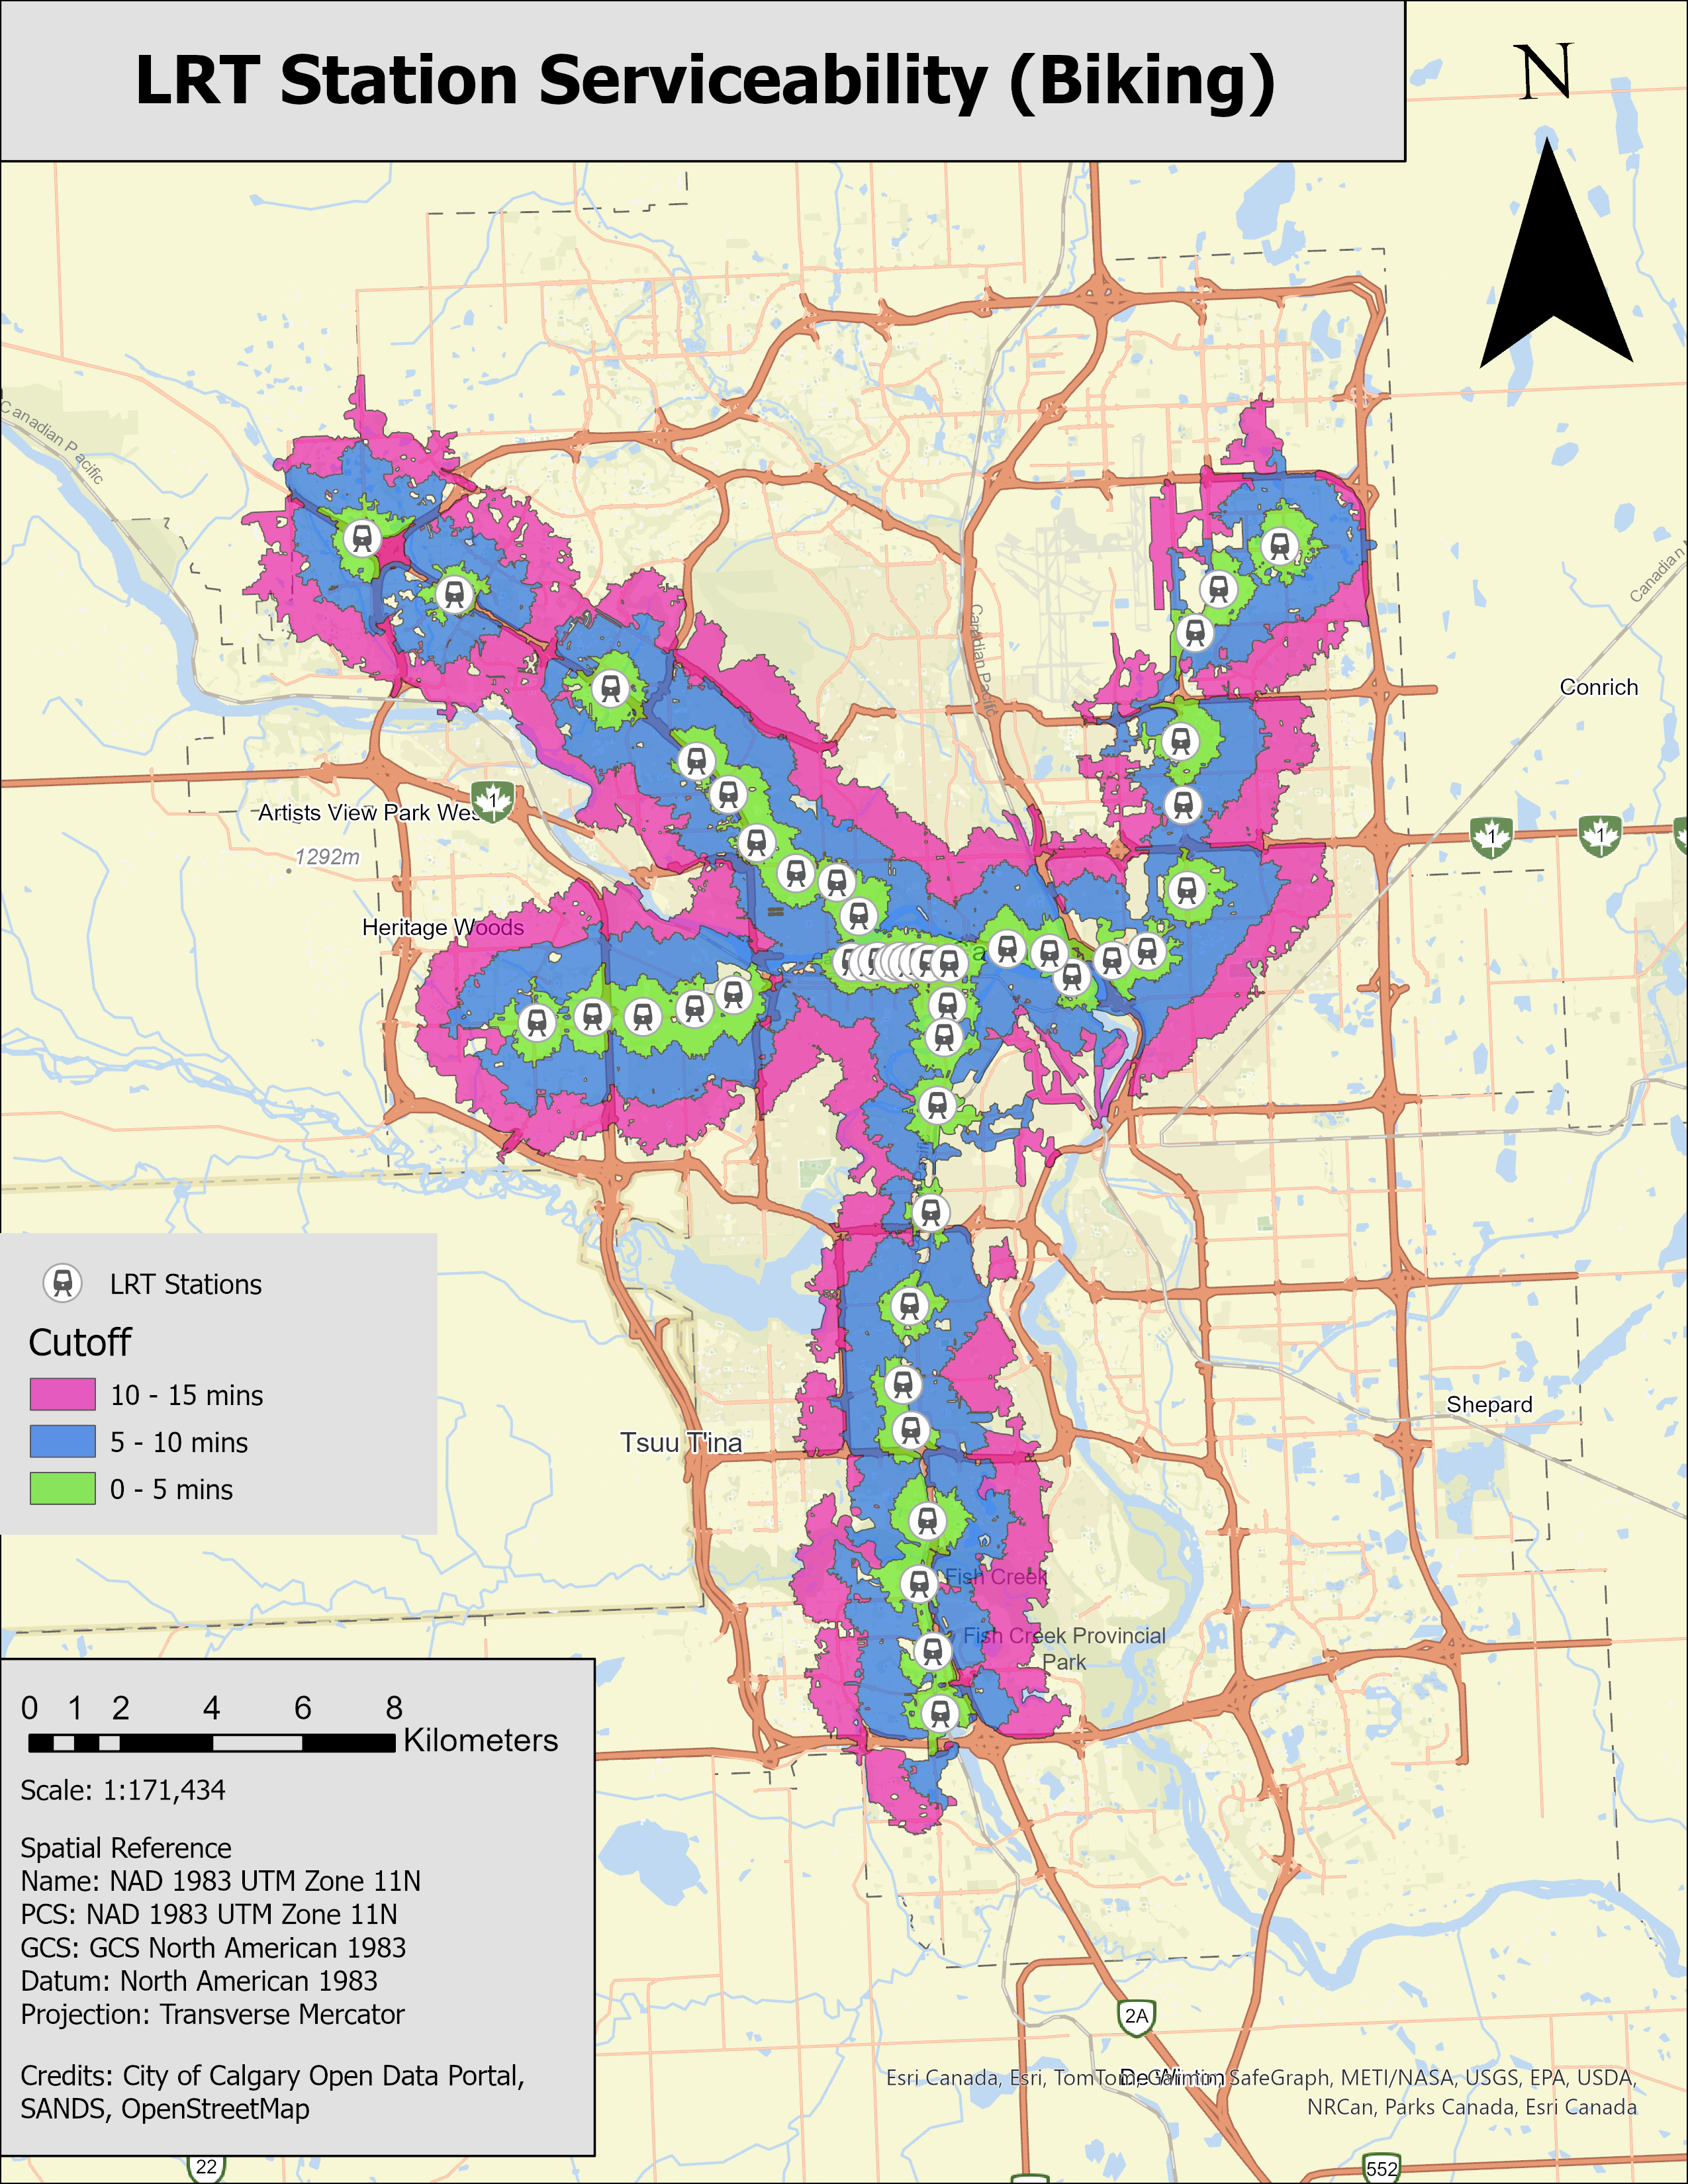 LRT Station Serviceability (Biking)
N
Canadian Pacific
Canadian Pacific
Canadian
Conrich
1
Artists View Park Wes
1292m
1
1
Heritage Woods
a
LRT Stations
Cutoff
10 - 15 mins
5 - 10 mins
0 - 5 mins
Shepard
Tsuu T'ina
Fish Creek
Fish Creek Provincial
Park
0 1 2 4 6 8
Kilometers
Scale: 1:171,434
Spatial Reference
Name: NAD 1983 UTM Zone 11N
PCS: NAD 1983 UTM Zone 11N
GCS: GCS North American 1983
Datum: North American 1983
Projection: Transverse Mercator
Credits: City of Calgary Open Data Portal,
SANDS, OpenStreetMap
2A
Esri Canada, Esri, TomTom, Garmin, SafeGraph, METI/NASA, USGS, EPA, USDA,
NRCan, Parks Canada, Esri Canada
22
552